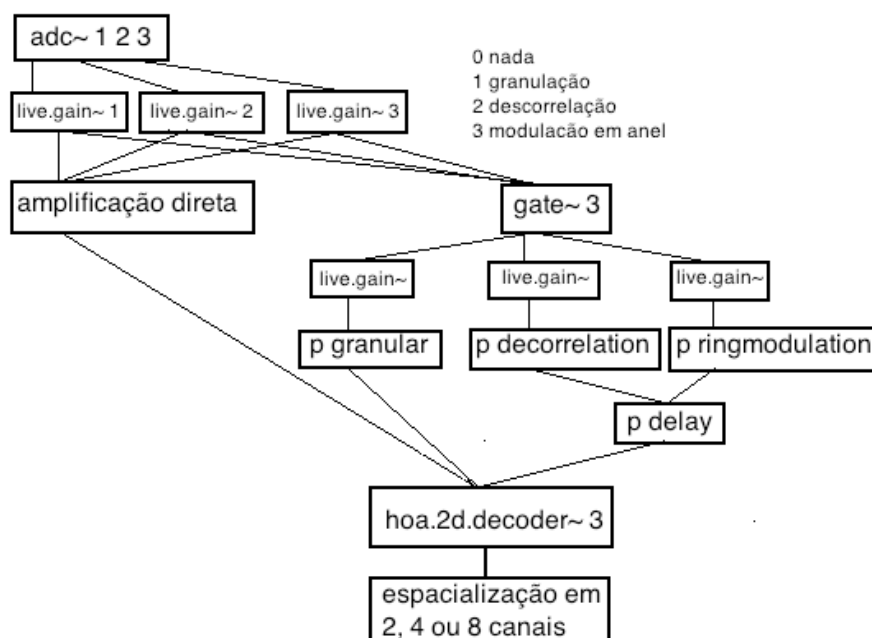 adc~ 1 2 3
0 nada
1 granulação
2 descorrelação
3 modulacão em anel
live.gain~ 1
live.gain~ 2
live.gain~ 3
amplificação direta
gate~ 3
live.gain~
live.gain~
live.gain~
p granular
p decorrelation
p ringmodulation
p delay
hoa.2d.decoder~ 3
espacialização em
2, 4 ou 8 canais